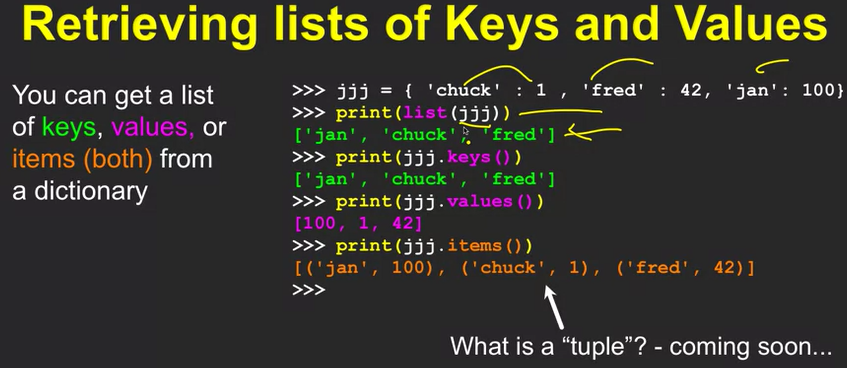 Retrieving lists of Keys and Values
You can get a list
of keys, values, or
items (both) from
a dictionary
>>> jjj = { 'chuck' : 1 , 'fred' : 42, 'jan': 100}
>>> print(list(jjj))
['jan', 'chuck', 'fred']
>>> print(jjj.keys())
['jan', 'chuck', 'fred']
>>> print(jjj.values())
[100, 1, 42]
>>> print(jjj.items())
[('jan', 100), ('chuck', 1), ('fred', 42)]
>>>
What is a “tuple”? - coming soon...